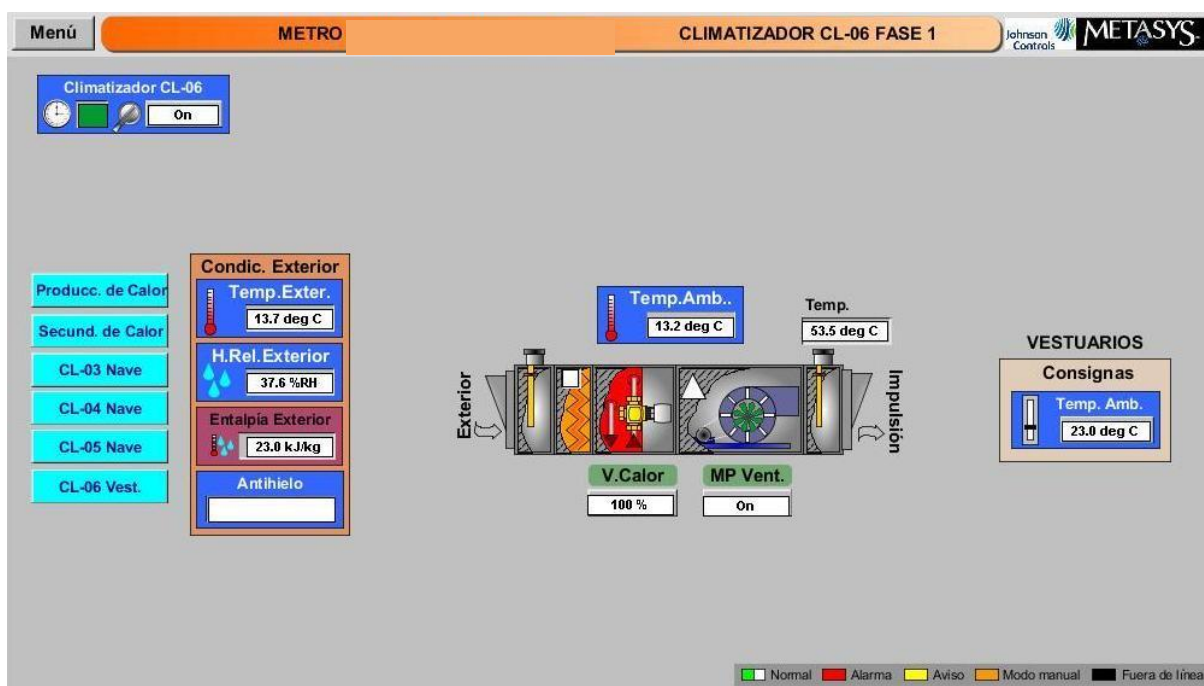 Menú
METRO
CLIMATIZADOR CL-06 FASE 1
Johnson Controls
METASYS
Climatizador CL-06
On
Producc. de Calor
Secund. de Calor
CL-03 Nave
CL-04 Nave
CL-05 Nave
CL-06 Vest.
Condic. Exterior
Temp.Exter.
13.7 deg C
H.Rel.Exterior
37.6 %RH
Entalpía Exterior
23.0 kJ/kg
Antihielo
Temp.Amb..
13.2 deg C
Temp.
53.5 deg C
Exterior
Impulsión
V.Calor
100 %
MP Vent.
On
VESTUARIOS
Consignas
Temp. Amb.
23.0 deg C
Normal Alarma Aviso Modo manual Fuera de línea